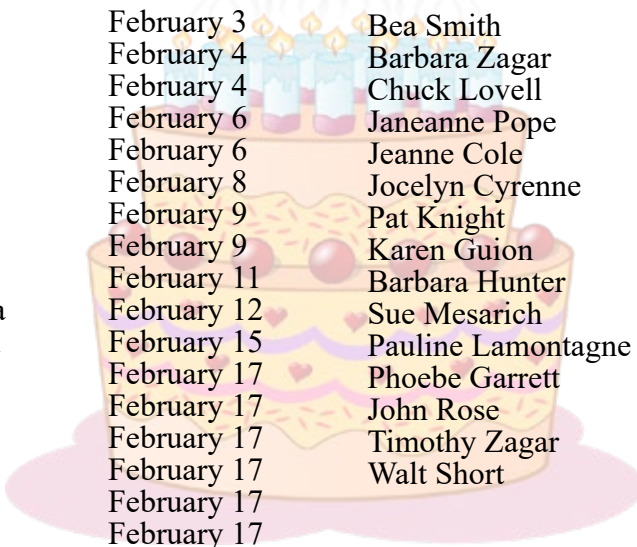 February 3 Bea Smith
February 4 Barbara Zagar
February 4 Chuck Lovell
February 6 Janeanne Pope
February 6 Jeanne Cole
February 8 Jocelyn Cyrenne
February 9 Pat Knight
February 9 Karen Guion
February 11 Barbara Hunter
a February 12 Sue Mesarich
February 15 Pauline Lamontagne
February 17 Phoebe Garrett
February 17 John Rose
February 17 Timothy Zagar
February 17 Walt Short
February 17
February 17